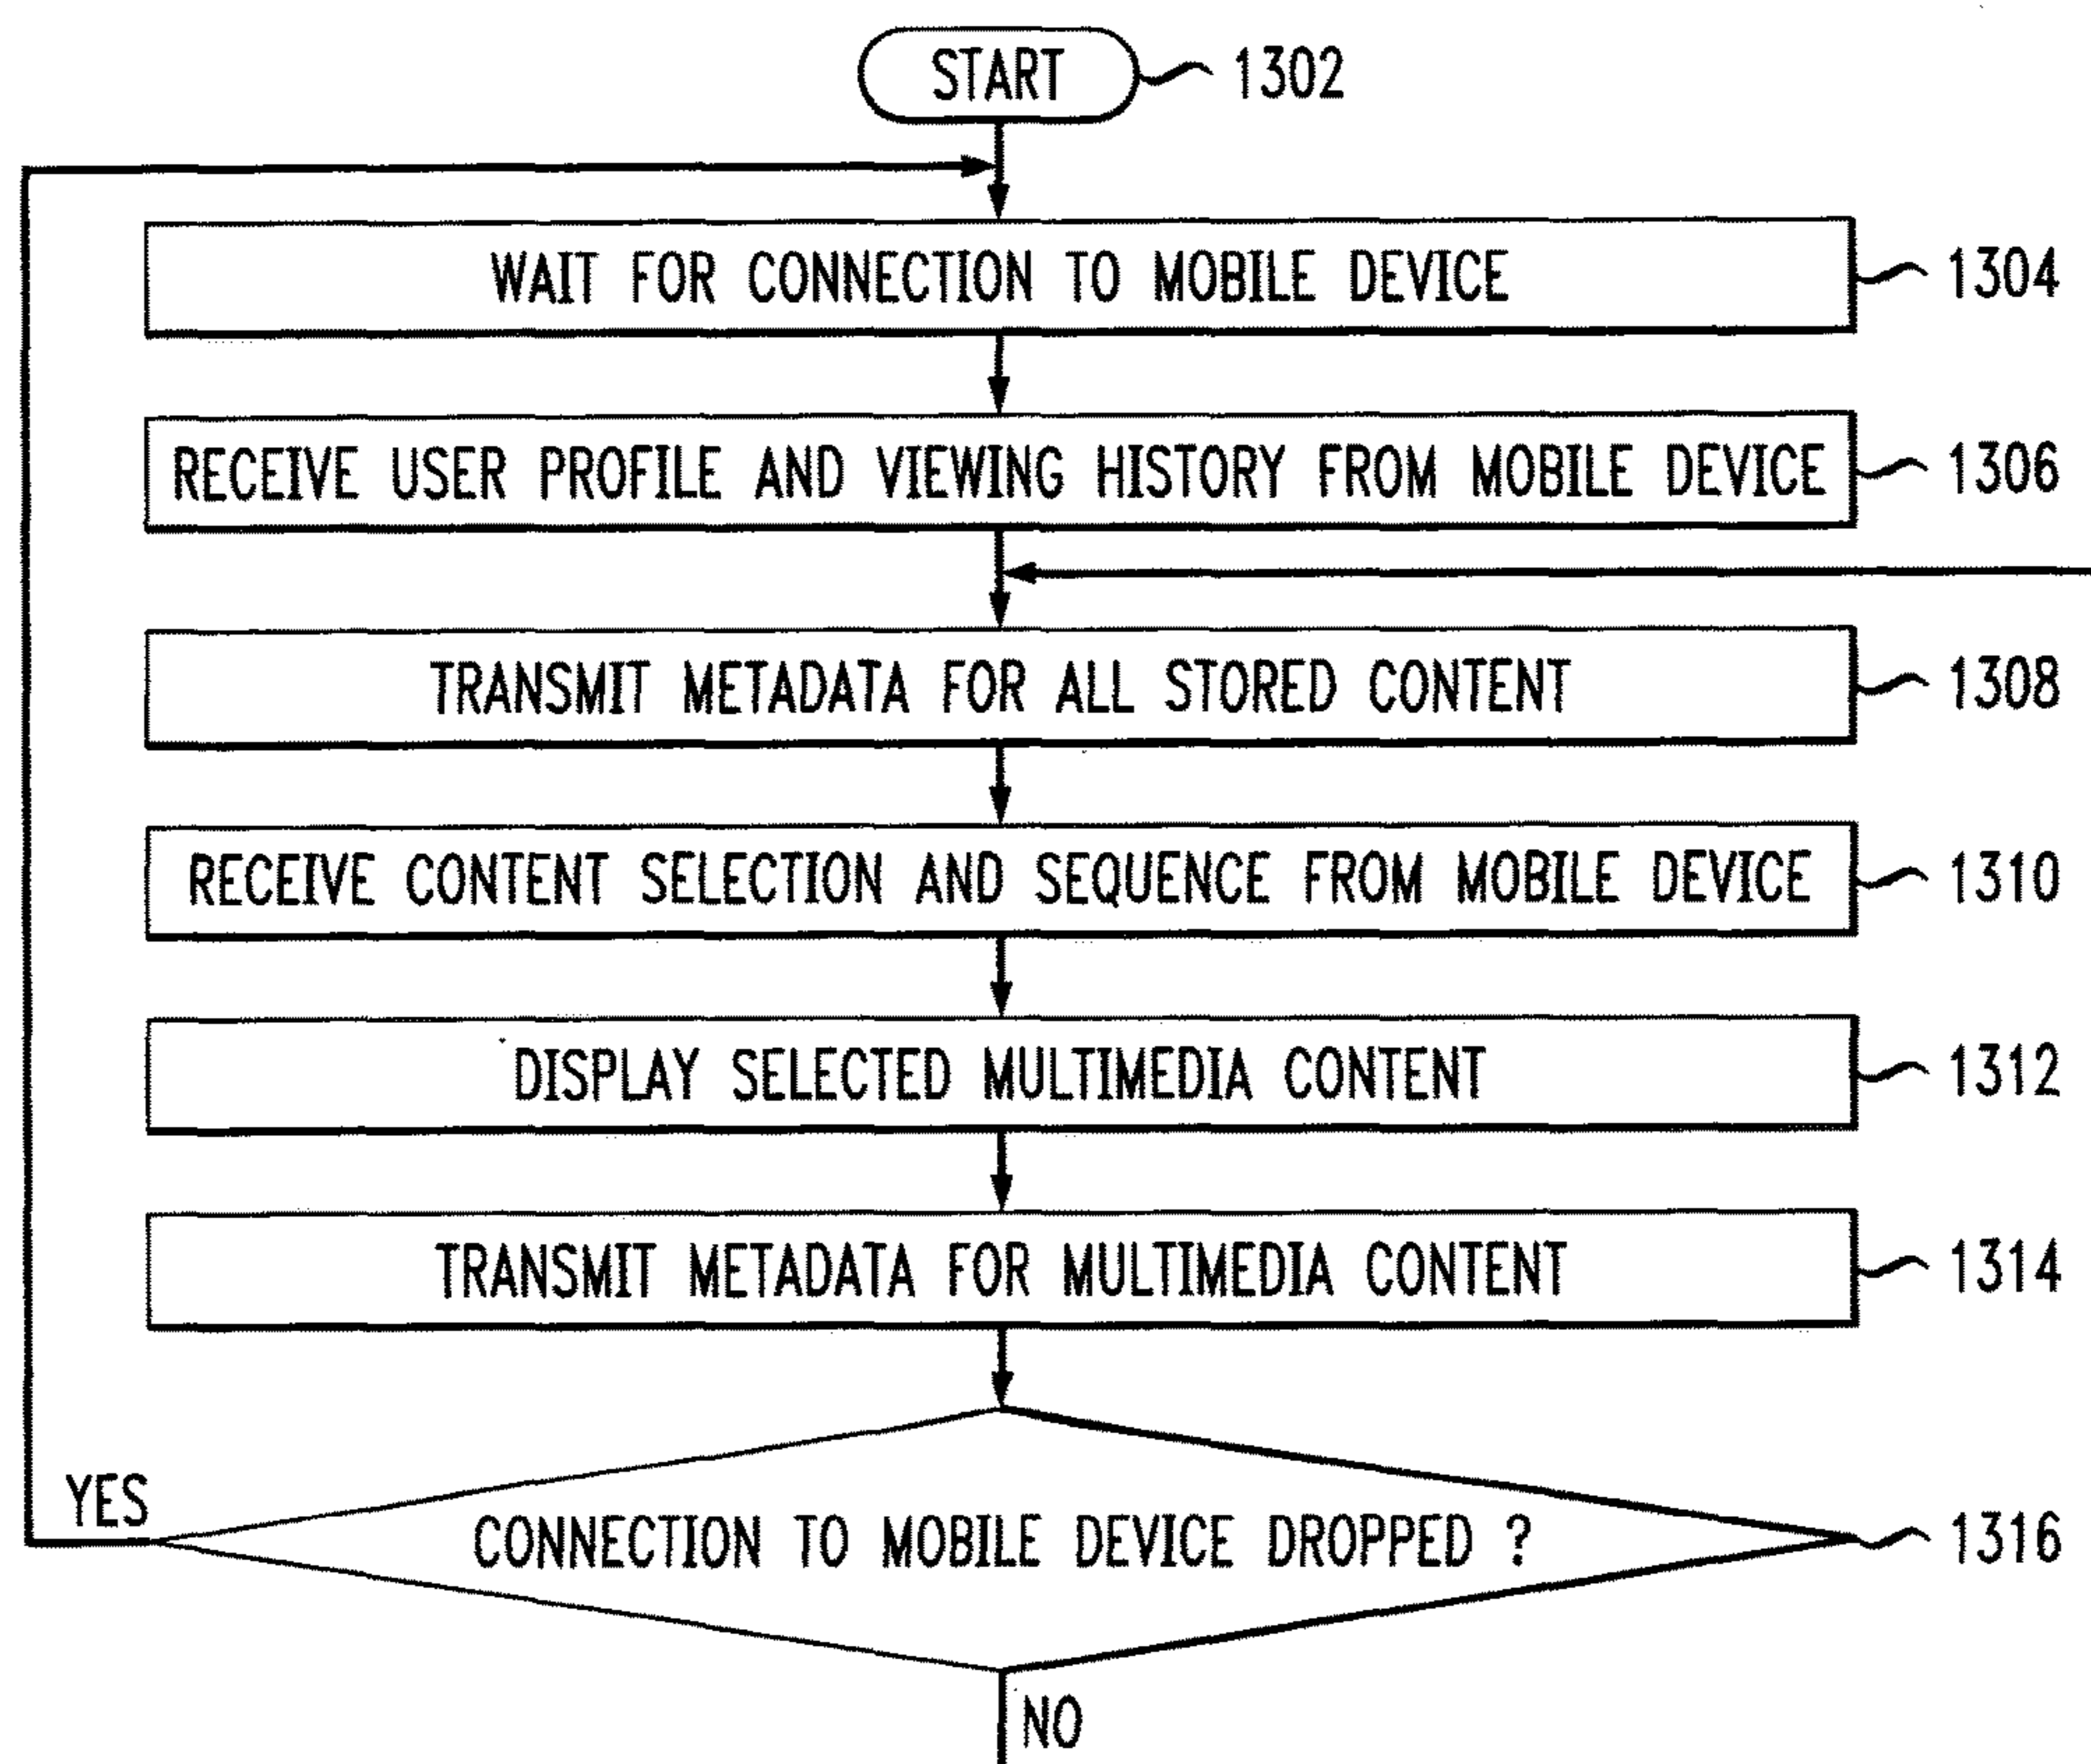 START 1302
WAIT FOR CONNECTION TO MOBILE DEVICE 1304
RECEIVE USER PROFILE AND VIEWING HISTORY FROM MOBILE DEVICE 1306
TRANSMIT METADATA FOR ALL STORED CONTENT 1308
RECEIVE CONTENT SELECTION AND SEQUENCE FROM MOBILE DEVICE 1310
DISPLAY SELECTED MULTIMEDIA CONTENT 1312
TRANSMIT METADATA FOR MULTIMEDIA CONTENT 1314
YES
CONNECTION TO MOBILE DEVICE DROPPED ? 1316
NO